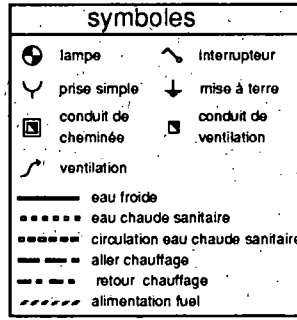 symboles
lampe interrupteur
prise simple mise à terre
conduit de cheminée conduit de ventilation
ventilation
eau froide
eau chaude sanitaire
circulation eau chaude sanitaire
aller chauffage
retour chauffage
alimentation fuel